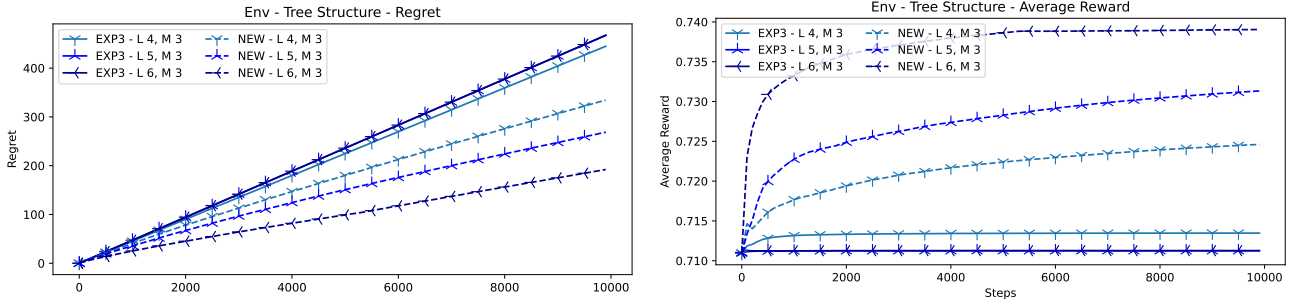 Env - Tree Structure - Regret
EXP3 - L 4, M 3
EXP3 - L 5, M 3
EXP3 - L 6, M 3
NEW - L 4, M 3
NEW - L 5, M 3
NEW - L 6, M 3
Regret
400
300
200
100
0
0
2000
4000
6000
8000
10000
Env - Tree Structure - Average Reward
EXP3 - L 4, M 3
EXP3 - L 5, M 3
EXP3 - L 6, M 3
NEW - L 4, M 3
NEW - L 5, M 3
NEW - L 6, M 3
Average Reward
0.740
0.735
0.730
0.725
0.720
0.715
0.710
0
2000
4000
6000
8000
10000
Steps